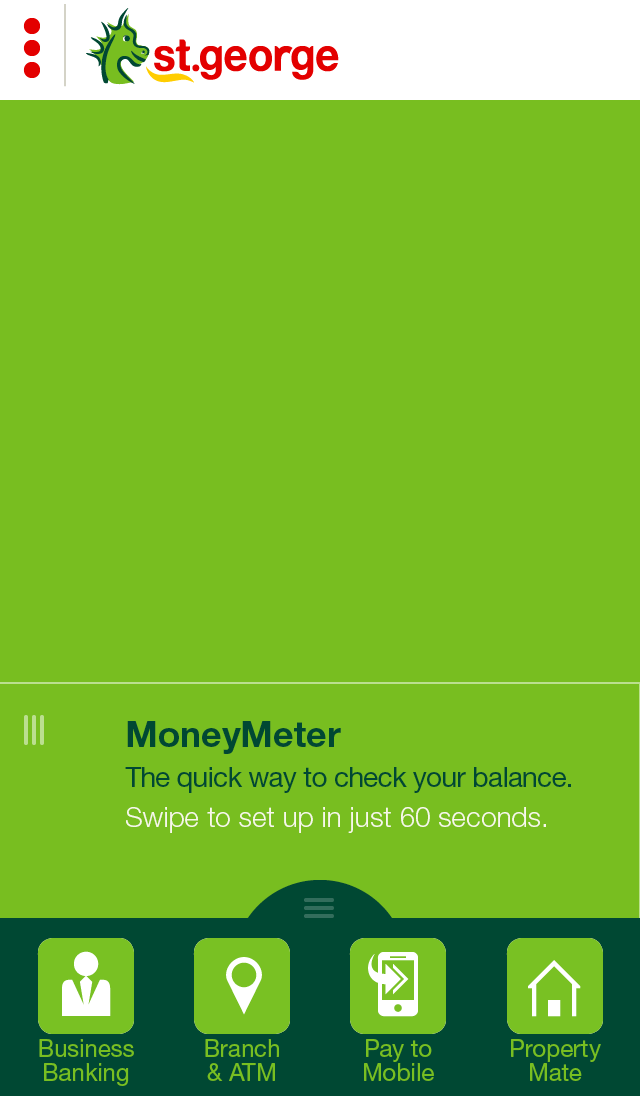 st.george
MoneyMeter
The quick way to check your balance.
Swipe to set up in just 60 seconds.
Business
Banking
Branch
& ATM
Pay to
Mobile
Property
Mate